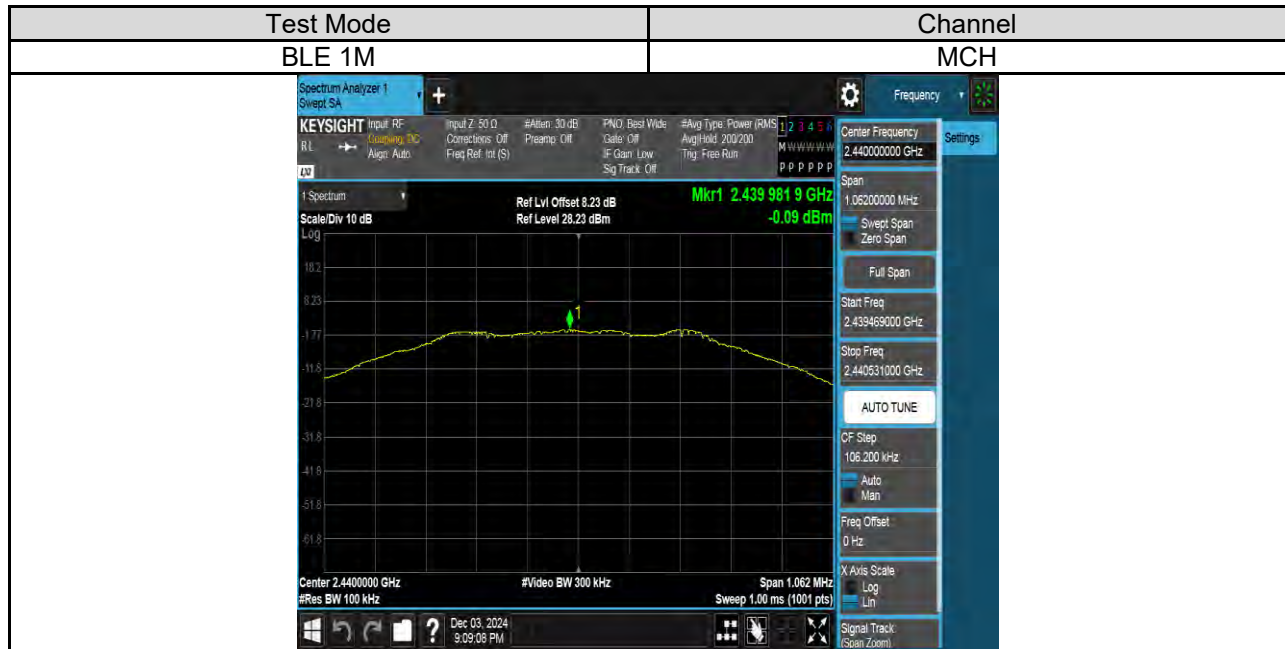 Test Mode Channel
BLE 1M MCH
Spectrum Analyzer 1
Swept SA
Frequency
KEYSIGHT Input: RF Input Z: 50 Ω #Atten: 30 dB PNO: Best Wide #Avg Type: Power (RMS 1 2 3 4 5 6
RL Coupling: DC Corrections: Off Preamp: Off Gate: Off Avg|Hold: 200/200 M W W W W W
Align: Auto Freq Ref: Int (S) IF Gain: Low Trig: Free Run
Sig Track: Off P P P P P P
1 Spectrum Ref Lvl Offset 8.23 dB Mkr1 2.439 981 9 GHz
Scale/Div 10 dB Ref Level 28.23 dBm -0.09 dBm
Log
18.2
8.23
1
-1.77
-11.8
-21.8
-31.8
-41.8
-51.8
-61.8
Center 2.4400000 GHz #Video BW 300 kHz Span 1.062 MHz
#Res BW 100 kHz Sweep 1.00 ms (1001 pts)
? Dec 03, 2024
9:09:08 PM
Center Frequency
2.440000000 GHz
Settings
Span
1.06200000 MHz
Swept Span
Zero Span
Full Span
Start Freq
2.439469000 GHz
Stop Freq
2.440531000 GHz
AUTO TUNE
CF Step
106.200 kHz
Auto
Man
Freq Offset
0 Hz
X Axis Scale
Log
Lin
Signal Track
(Span Zoom)